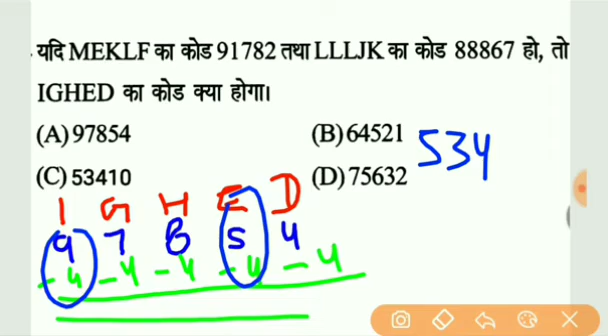 यदि MEKLF का कोड 91782 तथा LLLJK का कोड 88867 हो, तो
IGHED का कोड क्या होगा।
(A) 97854
(B) 64521
534
(C) 53410
(D) 75632
I G H E D
9 7 8 5 4
- 4 - 4 - 4 - 4 - 4